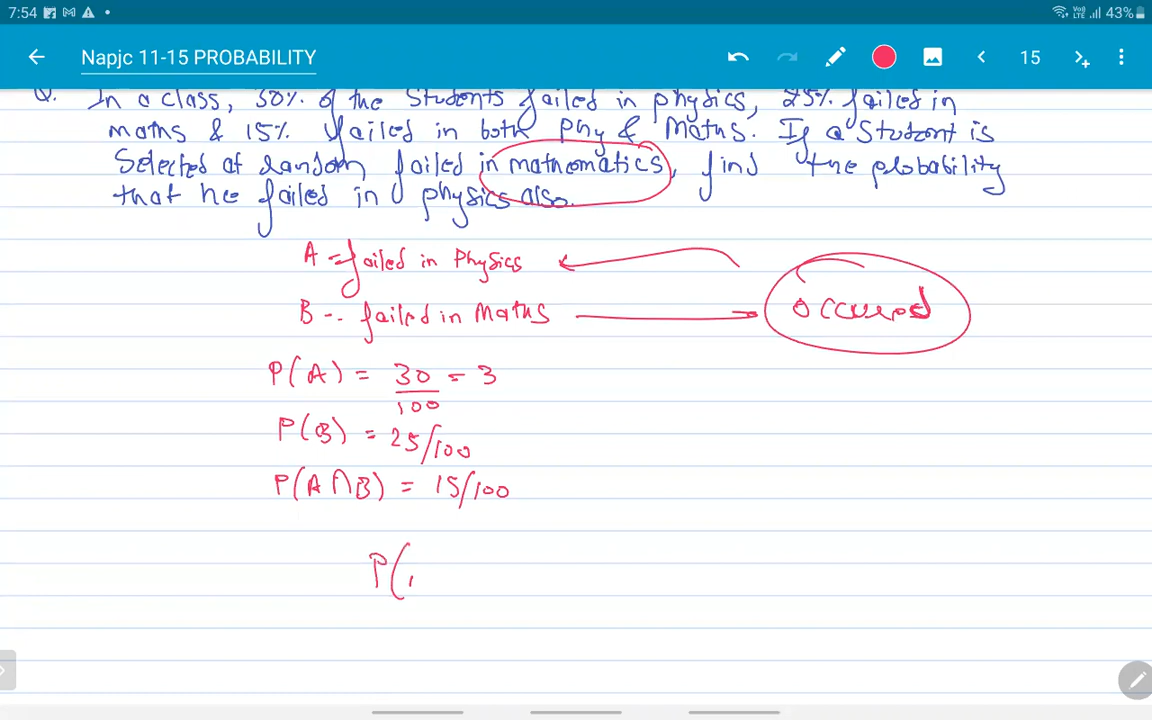 7:54 43%
Napjc 11-15 PROBABILITY 15
Q. In a class, 30% of the Students failed in physics, 25% failed in
maths & 15% failed in both Phy & Maths. If a Student is
Selected at random failed in mathematics, find the probability
that he failed in physics also.
A = failed in Physics
B -- failed in Maths
occurred
P(A) = 30/100 = 3
P(B) = 25/100
P(A∩B) = 15/100
P(